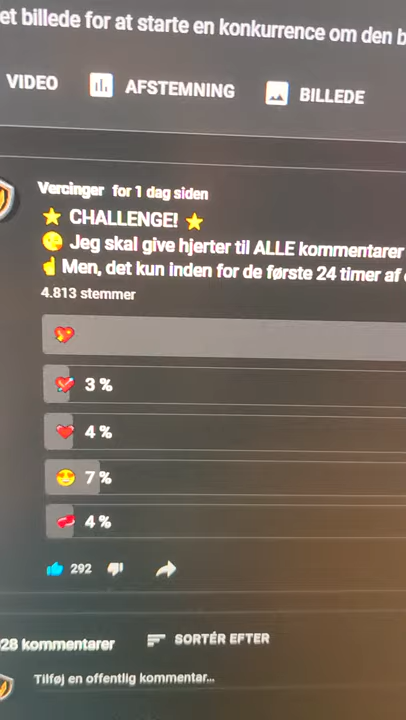 et billede for at starte en konkurrence om den b
VIDEO AFSTEMNING BILLEDE
Vercinger for 1 dag siden
⭐ CHALLENGE! ⭐
😘 Jeg skal give hjerter til ALLE kommentarer
☝ Men, det kun inden for de første 24 timer af
4.813 stemmer
💖
💘 3 %
❤️ 4 %
😍 7 %
4 %
292
28 kommentarer SORTÉR EFTER
Tilføj en offentlig kommentar...